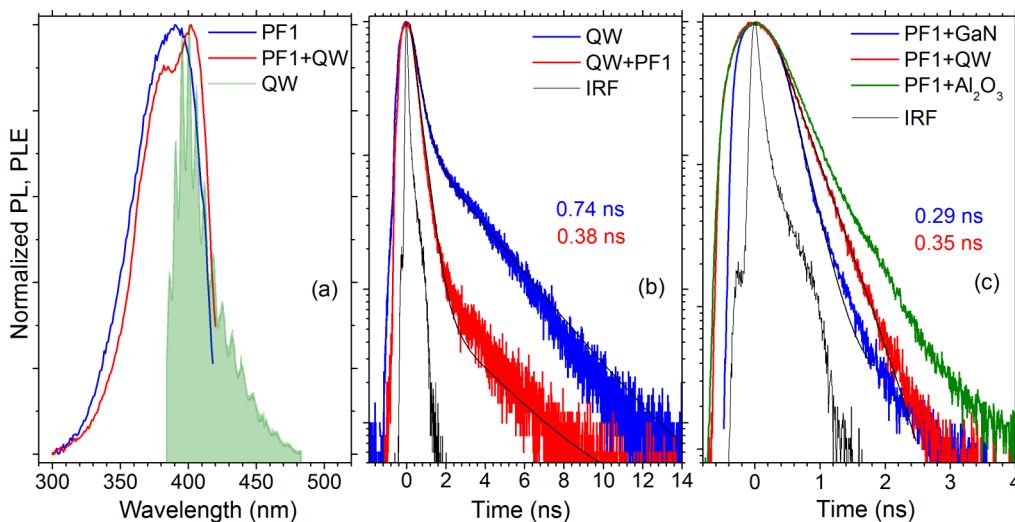 Normalized PL, PLE
PF1
PF1+QW
QW
(a)
300 350 400 450 500
Wavelength (nm)
QW
QW+PF1
IRF
0.74 ns
0.38 ns
(b)
0 2 4 6 8 10 12 14
Time (ns)
PF1+GaN
PF1+QW
PF1+Al₂O₃
IRF
0.29 ns
0.35 ns
(c)
0 1 2 3 4
Time (ns)